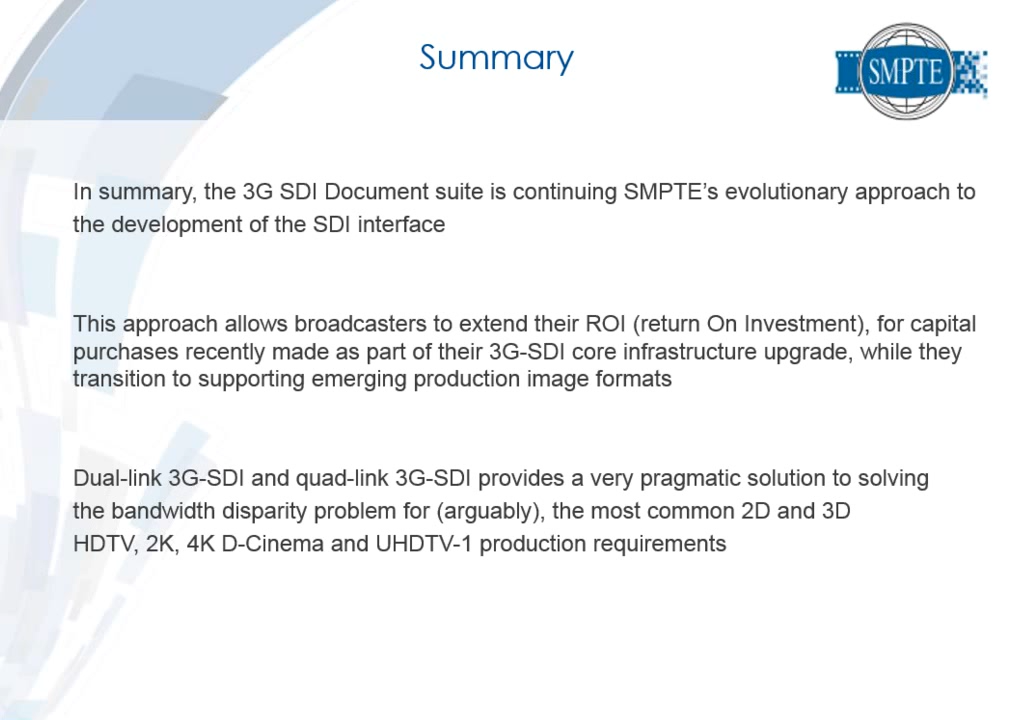 Summary
SMPTE
In summary, the 3G SDI Document suite is continuing SMPTE’s evolutionary approach to
the development of the SDI interface
This approach allows broadcasters to extend their ROI (return On Investment), for capital
purchases recently made as part of their 3G-SDI core infrastructure upgrade, while they
transition to supporting emerging production image formats
Dual-link 3G-SDI and quad-link 3G-SDI provides a very pragmatic solution to solving
the bandwidth disparity problem for (arguably), the most common 2D and 3D
HDTV, 2K, 4K D-Cinema and UHDTV-1 production requirements